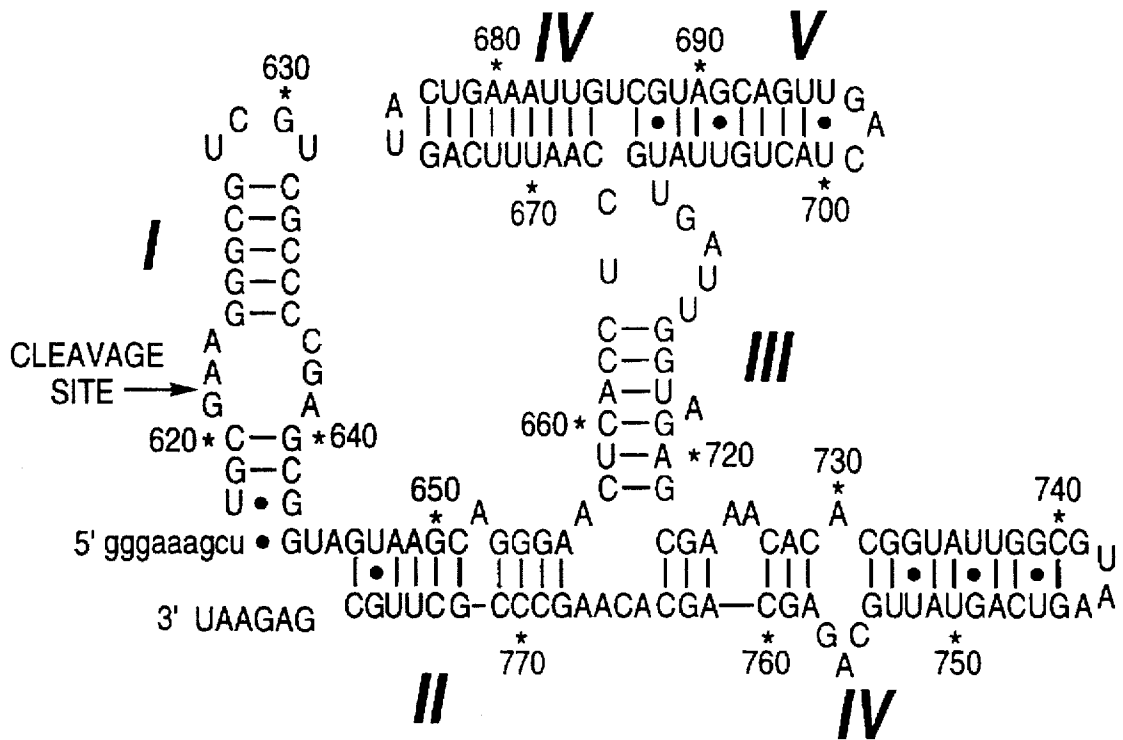 IV V
680 690
630
* *
*
A CUGAAAUUGUCGUAGCAGUU G
C G
A
U GACUUUAAC GUAUUGUCAU C
U U
* *
670 700
G–C
C U
C–G
G
I
G–C
A
G–C
U U
G–C
U
A C
C–G
CLEAVAGE
A G
C–G III
SITE
A–U A
G A
660 * C–G
620 * C–G * 640
U–A * 720
G–C
C–G
730
U • G
650
A
740
* A A AA * *
5' gggaaagcu • GUAGUAAGC GGGA CGA CAC A CGGUAUUGGCG U
3' UAAGAG CGUUCG-CCCGAACACAGCA—CGA GUUAUGACUGA A
G C
* * A *
770 760 750
II IV